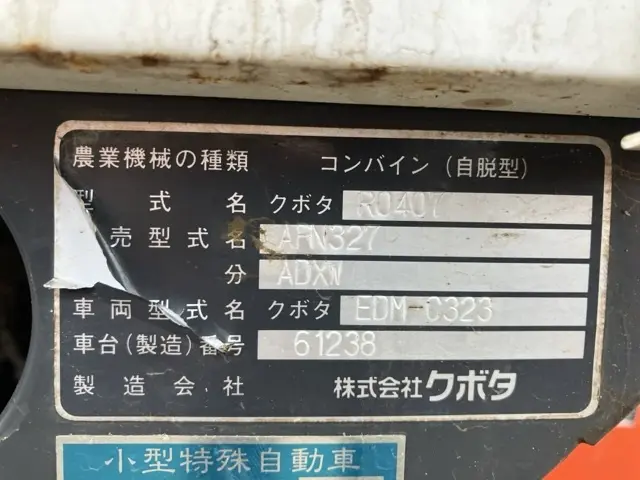 農業機械の種類 コンバイン(自脱型)
型式名 クボタ RO407
売型式名 ARN327
分 ADXW
車両型式名 クボタ EDM-C323
車台(製造)番号 61238
製造会社 株式会社クボタ
小型特殊自動車